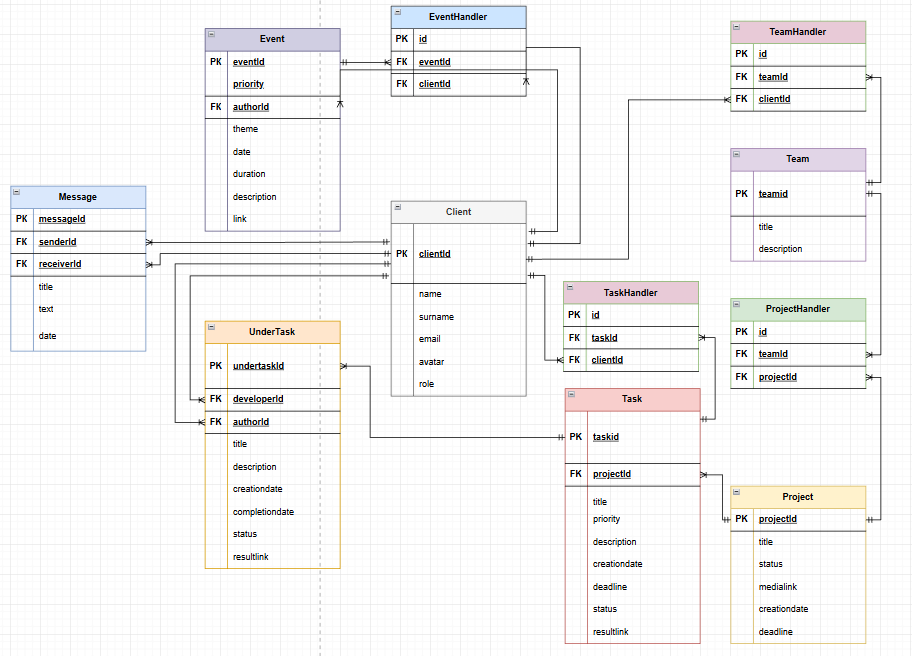 Event
PK eventId
priority
FK authorId
theme
date
duration
description
link
EventHandler
PK id
FK eventId
FK clientId
TeamHandler
PK id
FK teamId
FK clientId
Team
PK teamid
title
description
Message
PK messageId
FK senderId
FK receiverId
title
text
date
Client
PK clientId
name
surname
email
avatar
role
TaskHandler
PK id
FK taskId
FK clientId
ProjectHandler
PK id
FK teamId
FK projectId
UnderTask
PK undertaskId
FK developerId
FK authorId
title
description
creationdate
completiondate
status
resultlink
Task
PK taskid
FK projectId
title
priority
description
creationdate
deadline
status
resultlink
Project
PK projectId
title
status
medialink
creationdate
deadline